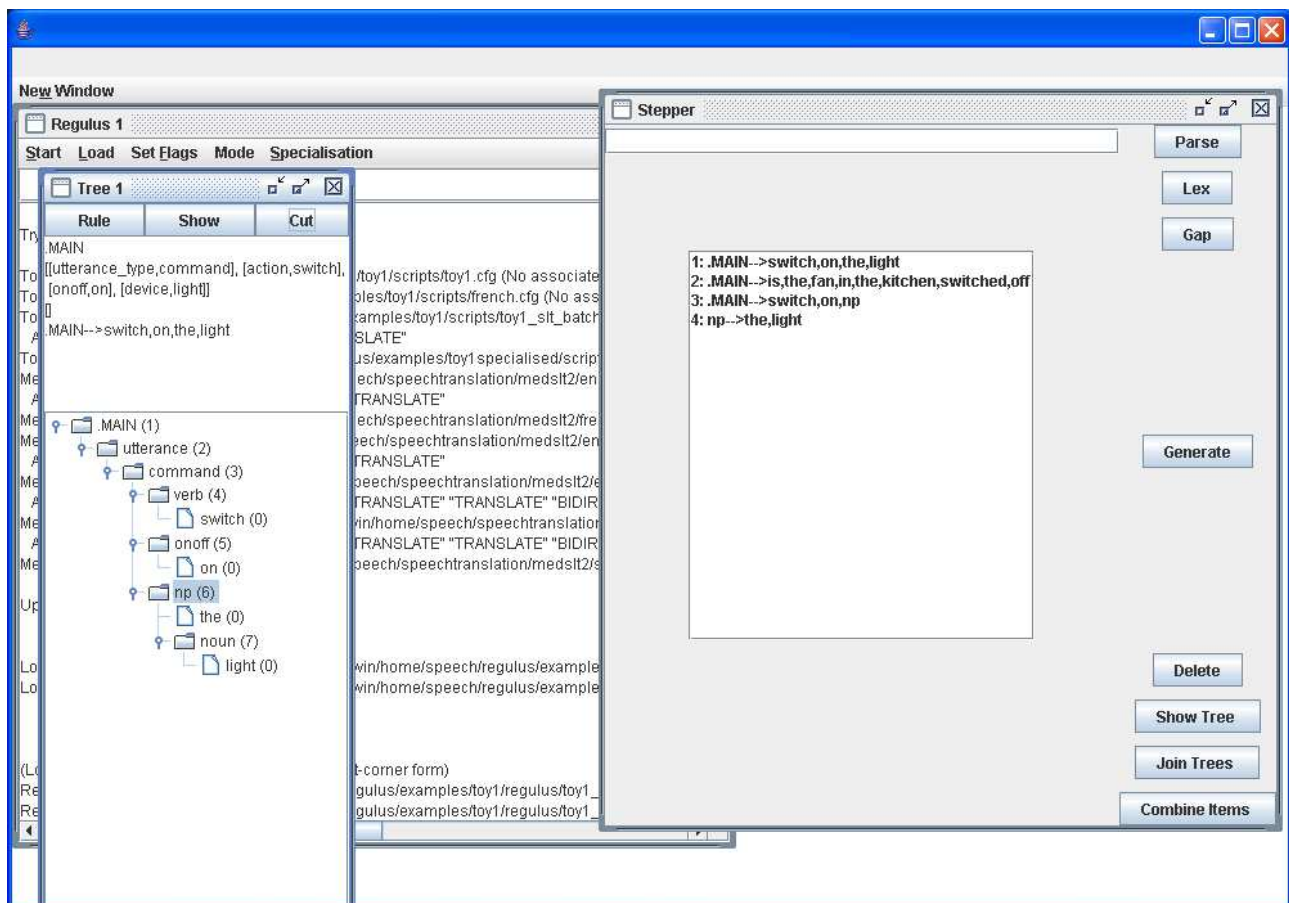 New Window
Regulus 1
Start Load Set Flags Mode Specialisation
Tree 1
Rule Show Cut
.MAIN
[[utterance_type,command], [action,switch],
[onoff,on], [device,light]]
[]
.MAIN-->switch,on,the,light
.MAIN (1)
utterance (2)
command (3)
verb (4)
switch (0)
onoff (5)
on (0)
np (6)
the (0)
noun (7)
light (0)
/toy1/scripts/toy1.cfg (No associate
ples/toy1/scripts/french.cfg (No ass
amples/toy1/scripts/toy1_slt_batch
SLATE"
us/examples/toy1specialised/scrip
ech/speechtranslation/medslt2/en
TRANSLATE"
ech/speechtranslation/medslt2/fre
eech/speechtranslation/medslt2/en
TRANSLATE"
peech/speechtranslation/medslt2/e
TRANSLATE" "TRANSLATE" "BIDIR
vin/home/speech/speechtranslation
TRANSLATE" "TRANSLATE" "BIDIR
peech/speechtranslation/medslt2/s
win/home/speech/regulus/example
win/home/speech/regulus/example
t-corner form)
gulus/examples/toy1/regulus/toy1_
gulus/examples/toy1/regulus/toy1_
Stepper
Parse
Lex
Gap
1: .MAIN-->switch,on,the,light
2: .MAIN-->is,the,fan,in,the,kitchen,switched,off
3: .MAIN-->switch,on,np
4: np-->the,light
Generate
Delete
Show Tree
Join Trees
Combine Items